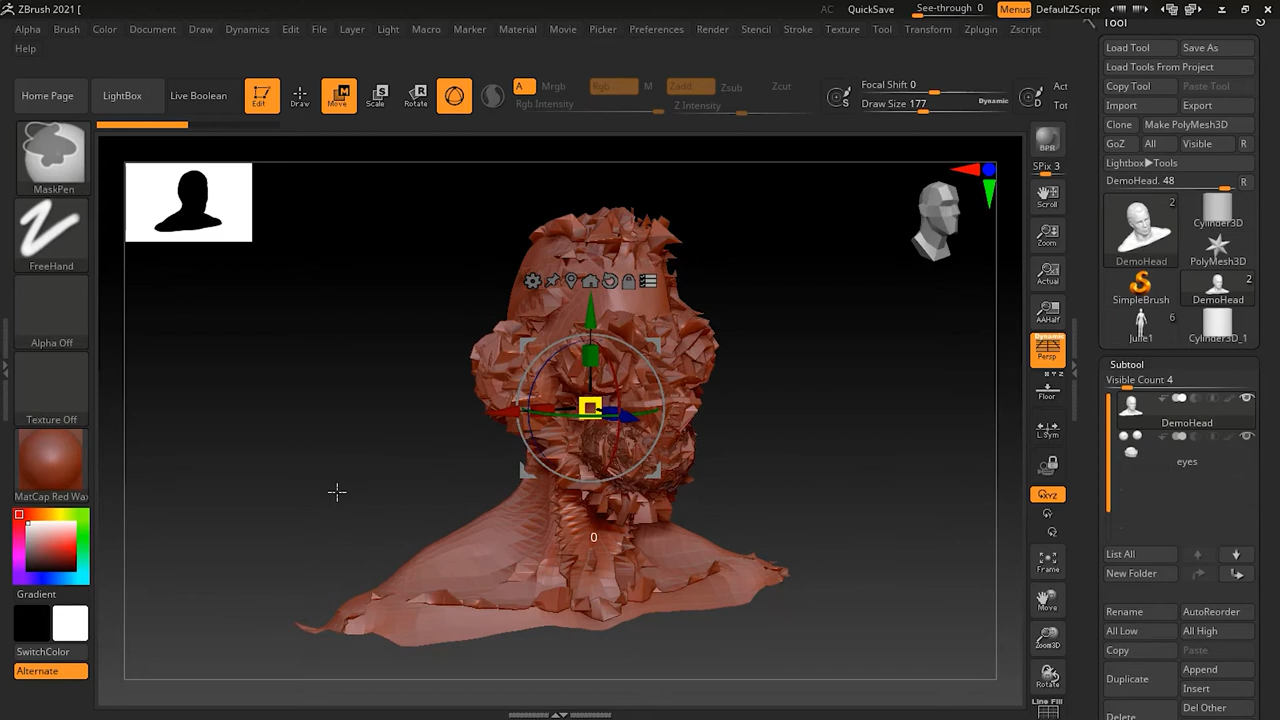 ZBrush 2021 [
AC
QuickSave
See-through 0
Menus
DefaultZScript
Alpha
Brush
Color
Document
Draw
Dynamics
Edit
File
Layer
Light
Macro
Marker
Material
Movie
Picker
Preferences
Render
Stencil
Stroke
Texture
Tool
Transform
Zplugin
Zscript
Help
Home Page
LightBox
Live Boolean
Edit
Draw
Move
Scale
Rotate
A
Mrgb
Rgb
M
Zadd
Zsub
Zcut
Rgb Intensity
Z Intensity
Focal Shift 0
Draw Size 177
Dynamic
S
D
Act
Tot
MaskPen
FreeHand
Alpha Off
Texture Off
MatCap Red Wax
Gradient
SwitchColor
Alternate
0
BPR
SPix 3
Scroll
Zoom
Actual
AAHalf
Dynamic
Persp
X Y Z
Floor
L.Sym
XYZ
Y
Z
Frame
Move
Zoom3D
Rotate
Line Fill
Tool
Load Tool
Save As
Load Tools From Project
Copy Tool
Paste Tool
Import
Export
Clone
Make PolyMesh3D
GoZ
All
Visible
R
Lightbox▶Tools
DemoHead. 48
R
2
DemoHead
Cylinder3D
PolyMesh3D
SimpleBrush
2
DemoHead
6
Julie1
Cylinder3D_1
Subtool
Visible Count 4
DemoHead
eyes
List All
New Folder
Rename
AutoReorder
All Low
All High
Copy
Paste
Duplicate
Append
Insert
Delete
Del Other